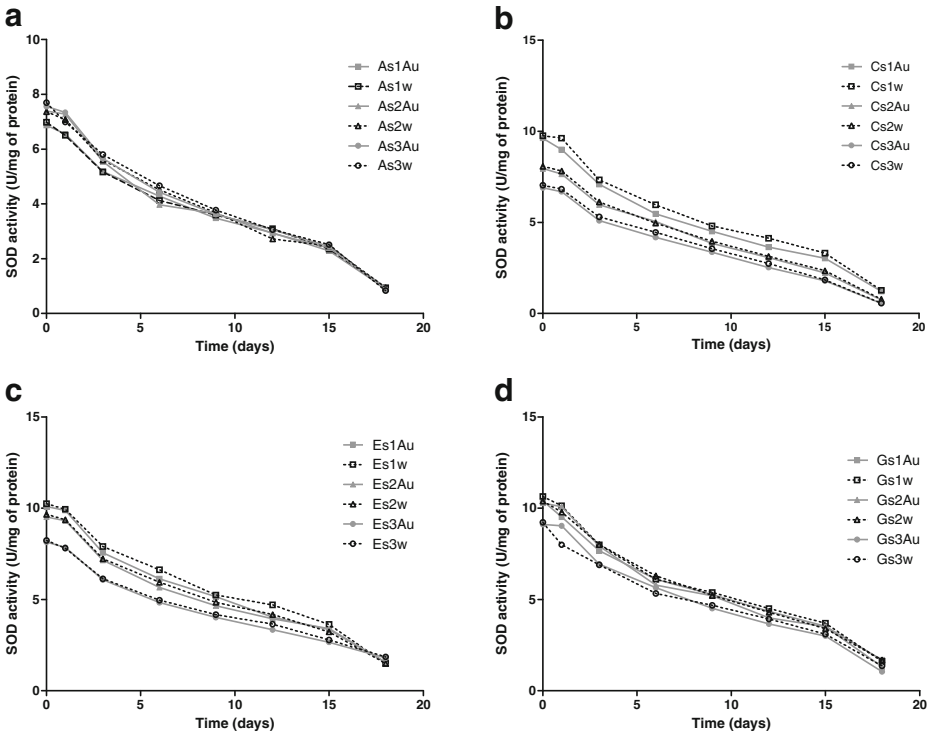 a
SOD activity (U/mg of protein)
10
8
6
4
2
0
0 5 10 15 20
Time (days)
As1Au
As1w
As2Au
As2w
As3Au
As3w
b
SOD activity (U/mg of protein)
15
10
5
0
0 5 10 15 20
Time (days)
Cs1Au
Cs1w
Cs2Au
Cs2w
Cs3Au
Cs3w
c
SOD activity (U/mg of protein)
15
10
5
0
0 5 10 15 20
Time (days)
Es1Au
Es1w
Es2Au
Es2w
Es3Au
Es3w
d
SOD activity (U/mg of protein)
15
10
5
0
0 5 10 15 20
Time (days)
Gs1Au
Gs1w
Gs2Au
Gs2w
Gs3Au
Gs3w